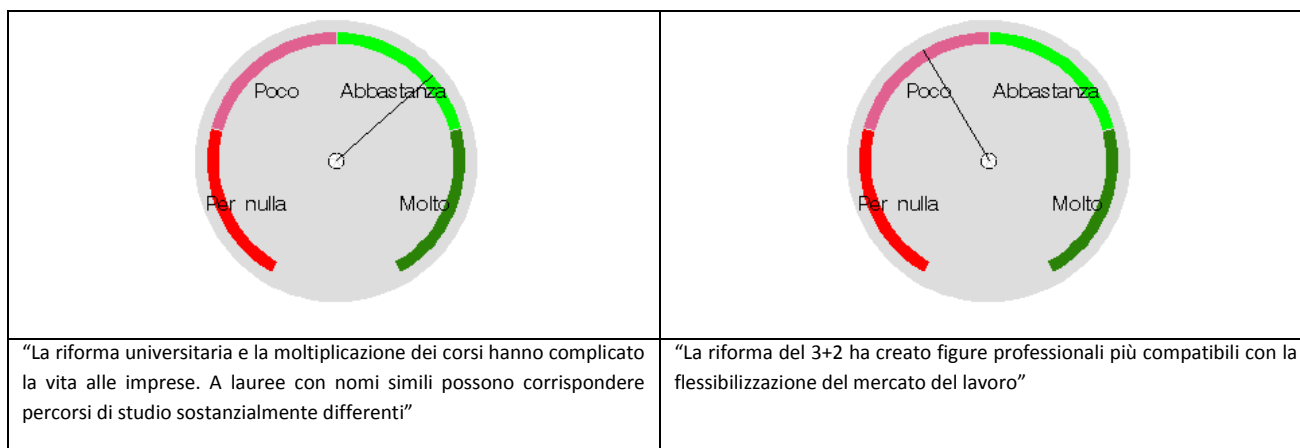 Poco Abbastanza
Per nulla Molto
Poco Abbastanza
Per nulla Molto
“La riforma universitaria e la moltiplicazione dei corsi hanno complicato
la vita alle imprese. A lauree con nomi simili possono corrispondere
percorsi di studio sostanzialmente differenti”
“La riforma del 3+2 ha creato figure professionali più compatibili con la
flessibilizzazione del mercato del lavoro”